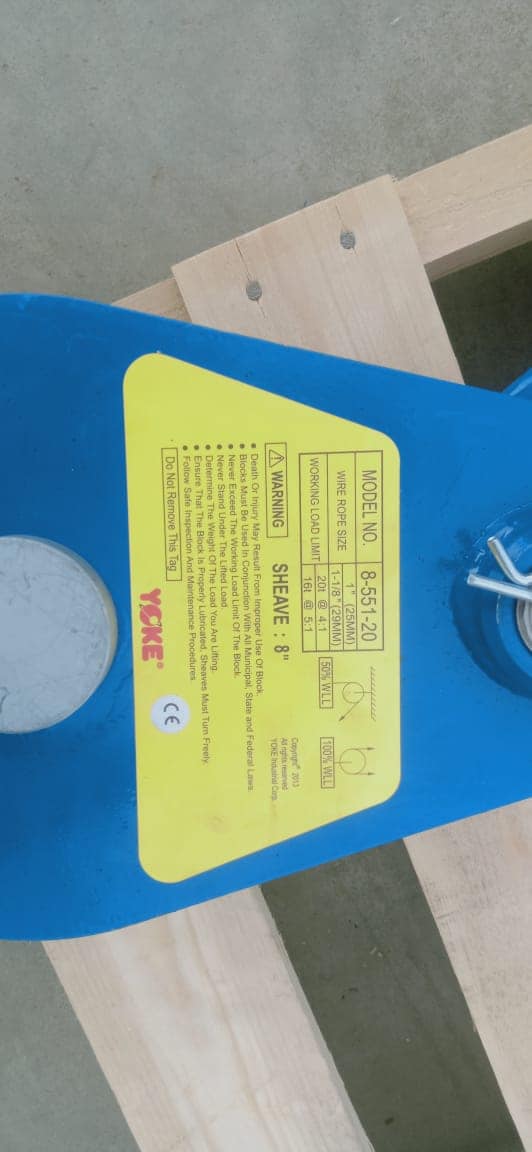 MODEL NO. 8-551-20
WIRE ROPE SIZE 1" (25MM)
1-1/8" (29MM)
WORKING LOAD LIMIT 20t @ 4:1
16t @ 5:1
50% WLL
100% WLL
⚠ WARNING
SHEAVE : 8"
Copyright© 2013
All rights reserved
YOKE Industrial Corp.
• Death Or Injury May Result From Improper Use Of Block.
• Blocks Must Be Used In Conjunction With All Municipal, State and Federal Laws.
• Never Exceed The Working Load Limit Of The Block.
• Never Stand Under The Lifted Load.
• Determine The Weight Of The Load You Are Lifting.
• Ensure That The Block Is Properly Lubricated, Sheaves Must Turn Freely.
• Follow Safe Inspection And Maintenance Procedures.
Do Not Remove This Tag
YOKE®
CE